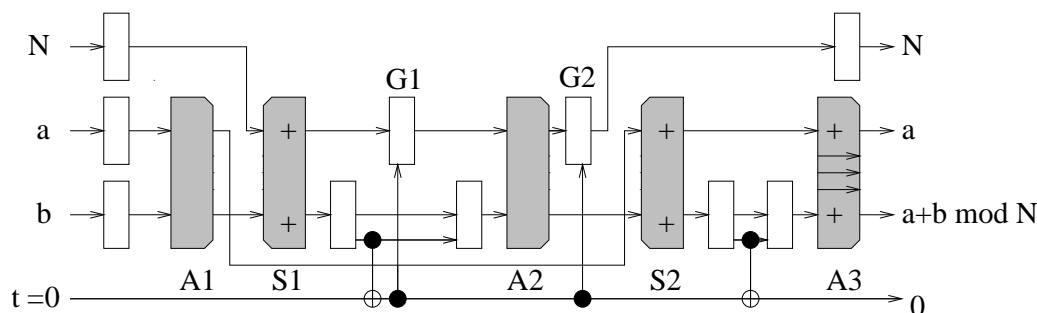 N
N
G1
G2
a
+
+
+
+
a
b
+
+
+
+
a+b mod N
A1
S1
A2
S2
A3
t =0
0